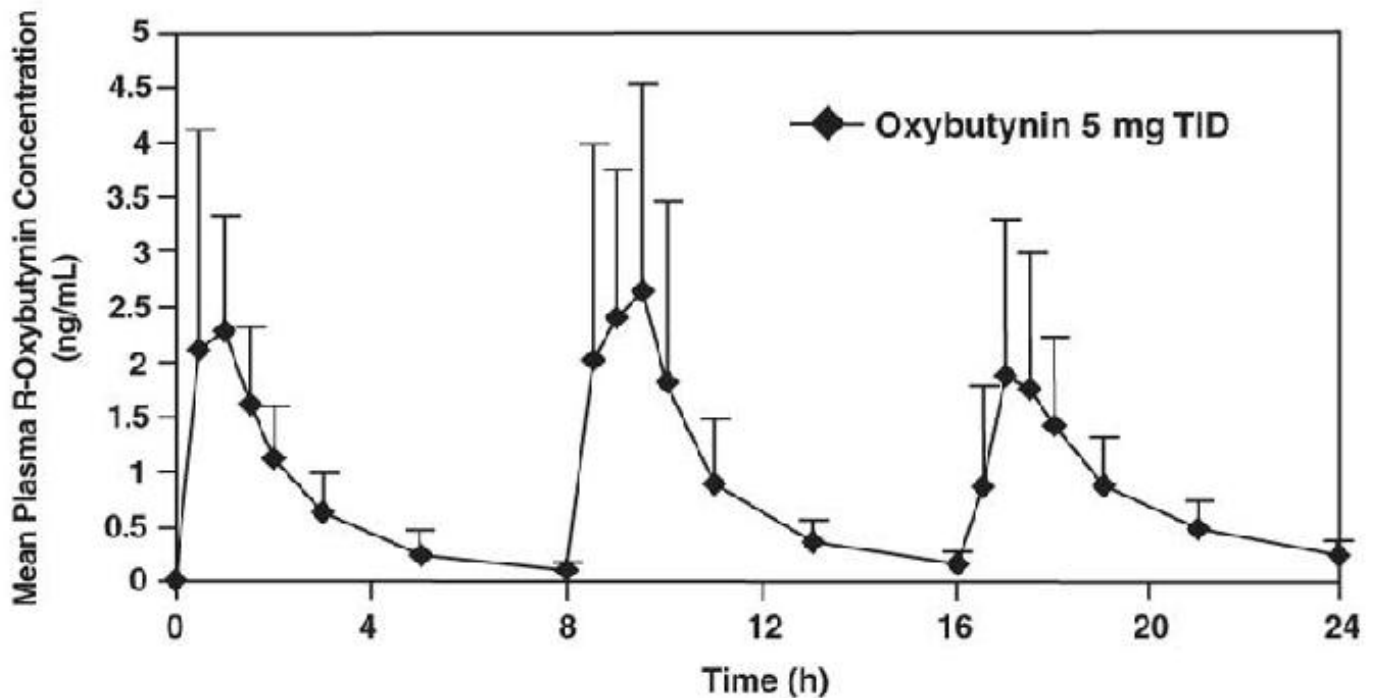 Mean Plasma R-Oxybutynin Concentration
(ng/mL)
5
4.5
4
3.5
3
2.5
2
1.5
1
0.5
0
Oxybutynin 5 mg TID
0 4 8 12 16 20 24
Time (h)